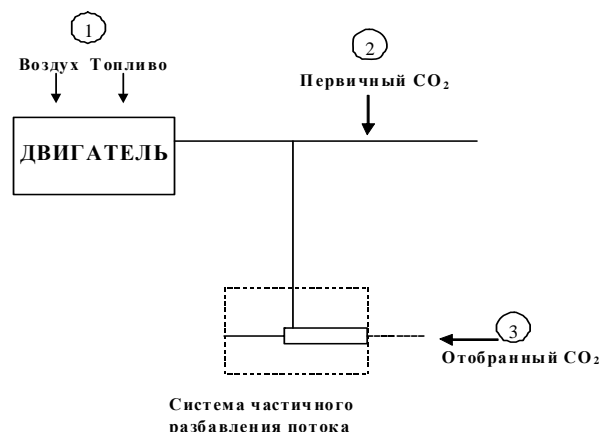 1
2
Воздух Топливо
Первичный CO₂
ДВИГАТЕЛЬ
3
Отобранный CO₂
Система частичного
разбавления потока